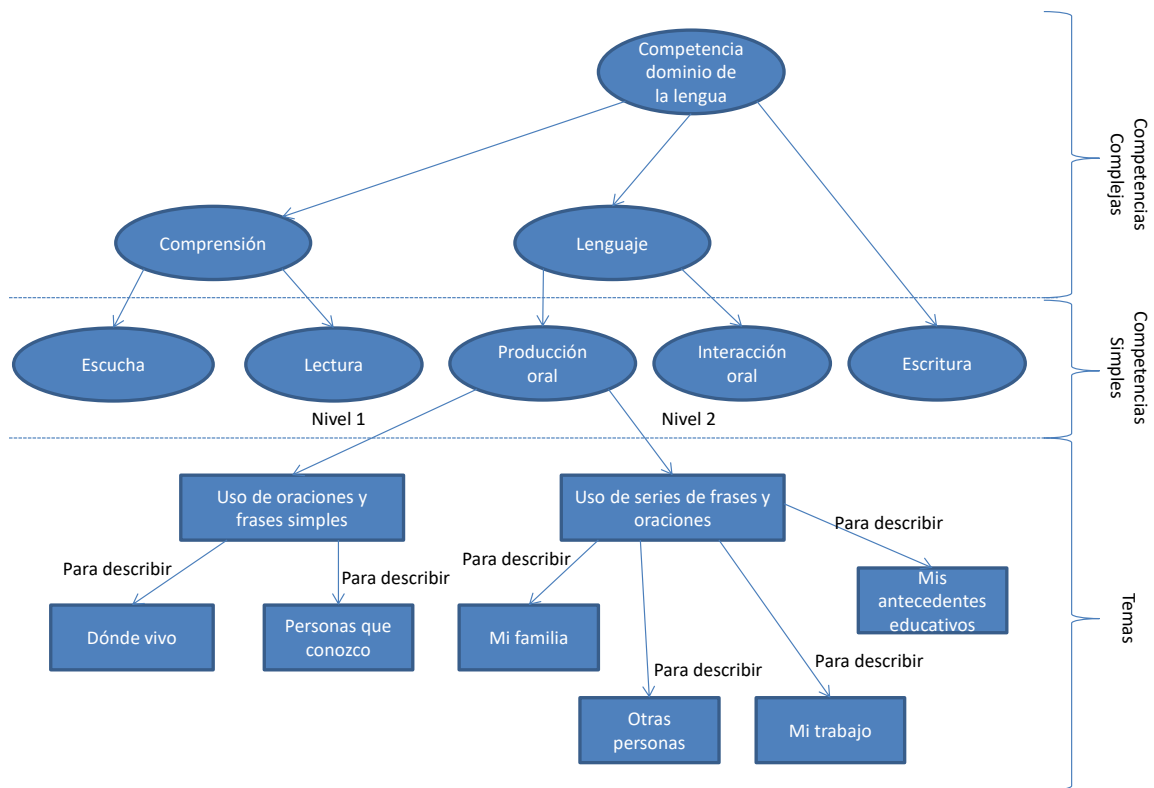 Competencia
dominio de
la lengua
Competencias
Complejas
Comprensión
Lenguaje
Escucha
Lectura
Producción
oral
Interacción
oral
Escritura
Competencias
Simples
Nivel 1
Nivel 2
Uso de oraciones y
frases simples
Uso de series de frases y
oraciones
Para describir
Para describir
Para describir
Para describir
Dónde vivo
Personas que
conozco
Mi familia
Mis
antecedentes
educativos
Temas
Para describir
Para describir
Otras
personas
Mi trabajo